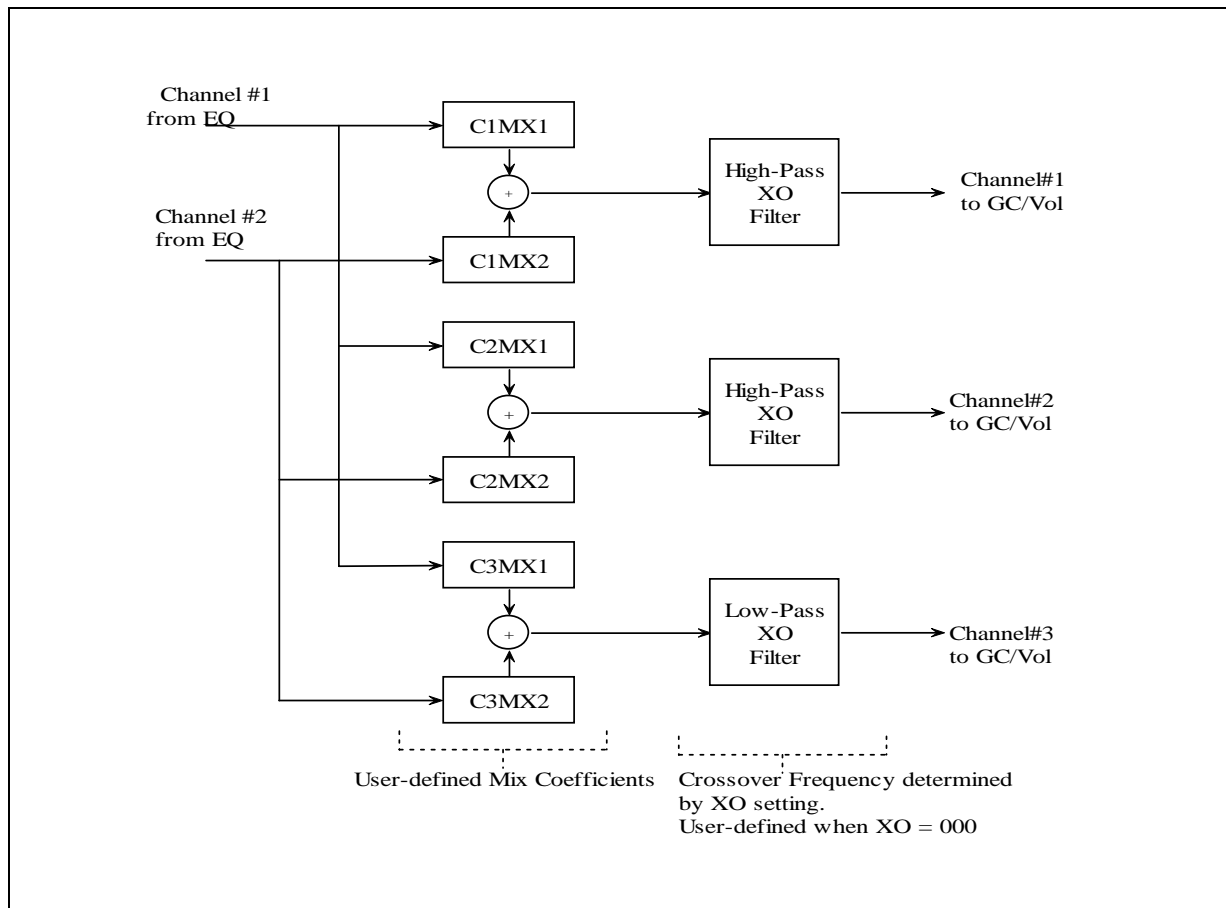 Channel #1
from EQ
C1MX1
+
High-Pass
XO
Filter
Channel#1
to GC/Vol
Channel #2
from EQ
C1MX2
C2MX1
+
High-Pass
XO
Filter
Channel#2
to GC/Vol
C2MX2
C3MX1
+
Low-Pass
XO
Filter
Channel#3
to GC/Vol
C3MX2
User-defined Mix Coefficients
Crossover Frequency determined
by XO setting.
User-defined when XO = 000